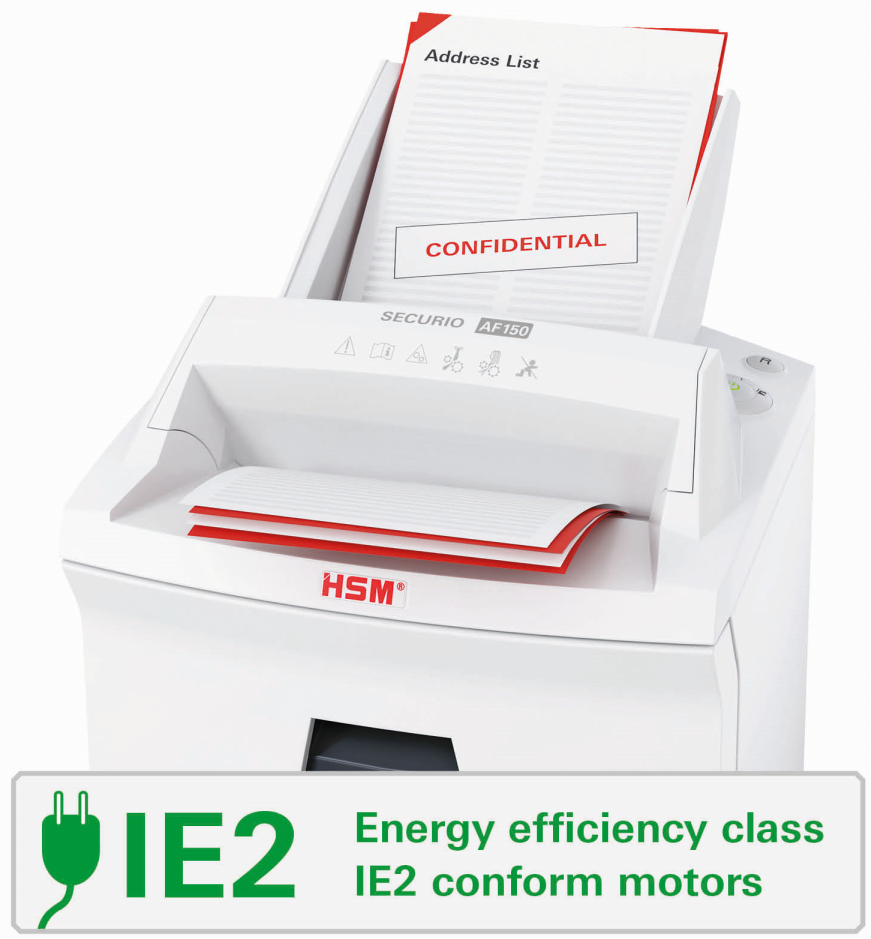 Address List
CONFIDENTIAL
SECURIO AF150
R
HSM®
IE2
Energy efficiency class
IE2 conform motors